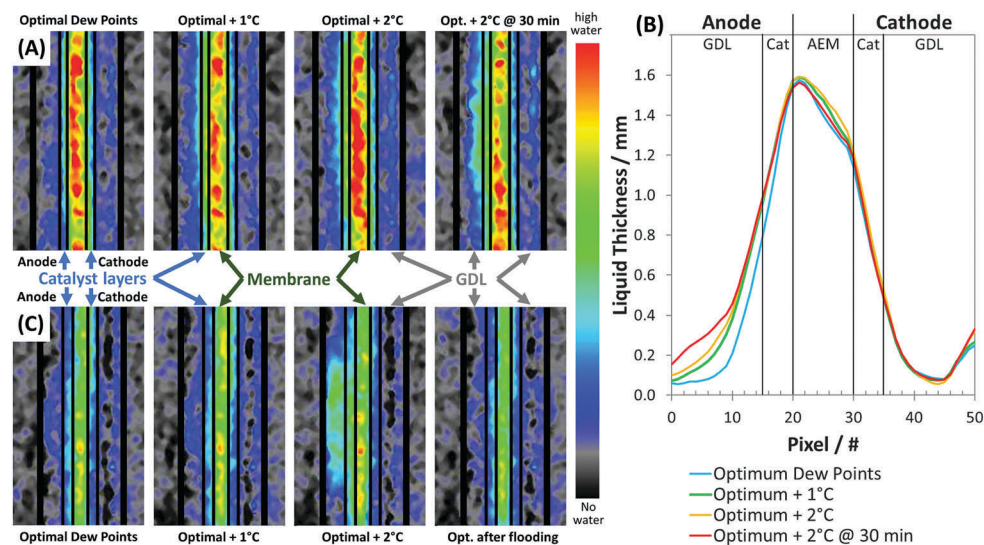 (A)
Optimal Dew Points
Optimal + 1°C
Optimal + 2°C
Opt. + 2°C @ 30 min
high
water
Anode
Cathode
Catalyst layers
Membrane
GDL
Anode
Cathode
(C)
No
water
Optimal Dew Points
Optimal + 1°C
Optimal + 2°C
Opt. after flooding
(B)
Anode
Cathode
GDL
Cat
AEM
Cat
GDL
Liquid Thickness / mm
1.6
1.4
1.2
1.0
0.8
0.6
0.4
0.2
0.0
0
10
20
30
40
50
Pixel / #
Optimum Dew Points
Optimum + 1°C
Optimum + 2°C
Optimum + 2°C @ 30 min